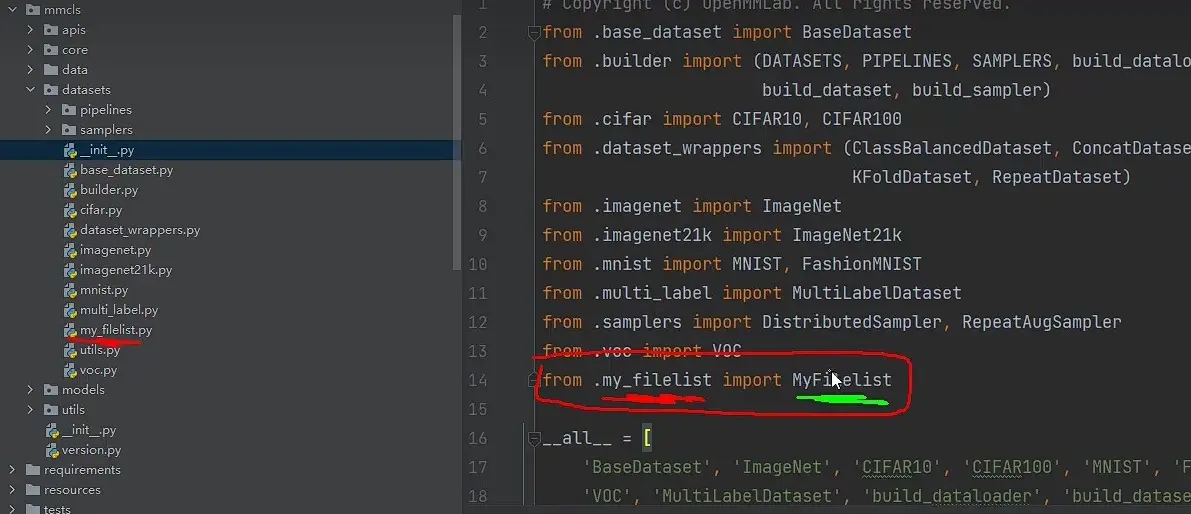 mmcls
apis
core
data
datasets
pipelines
samplers
__init__.py
base_dataset.py
builder.py
cifar.py
dataset_wrappers.py
imagenet.py
imagenet21k.py
mnist.py
multi_label.py
my_filelist.py
utils.py
voc.py
models
utils
__init__.py
version.py
requirements
resources
tests
1 # Copyright (c) OpenMMLab. All rights reserved.
2 from .base_dataset import BaseDataset
3 from .builder import (DATASETS, PIPELINES, SAMPLERS, build_datalo
4 build_dataset, build_sampler)
5 from .cifar import CIFAR10, CIFAR100
6 from .dataset_wrappers import (ClassBalancedDataset, ConcatDatase
7 KFoldDataset, RepeatDataset)
8 from .imagenet import ImageNet
9 from .imagenet21k import ImageNet21k
10 from .mnist import MNIST, FashionMNIST
11 from .multi_label import MultiLabelDataset
12 from .samplers import DistributedSampler, RepeatAugSampler
13 from .voc import VOC
14 from .my_filelist import MyFilelist
15
16 __all__ = [
17 'BaseDataset', 'ImageNet', 'CIFAR10', 'CIFAR100', 'MNIST', 'F
18 'VOC', 'MultiLabelDataset', 'build_dataloader', 'build_datase